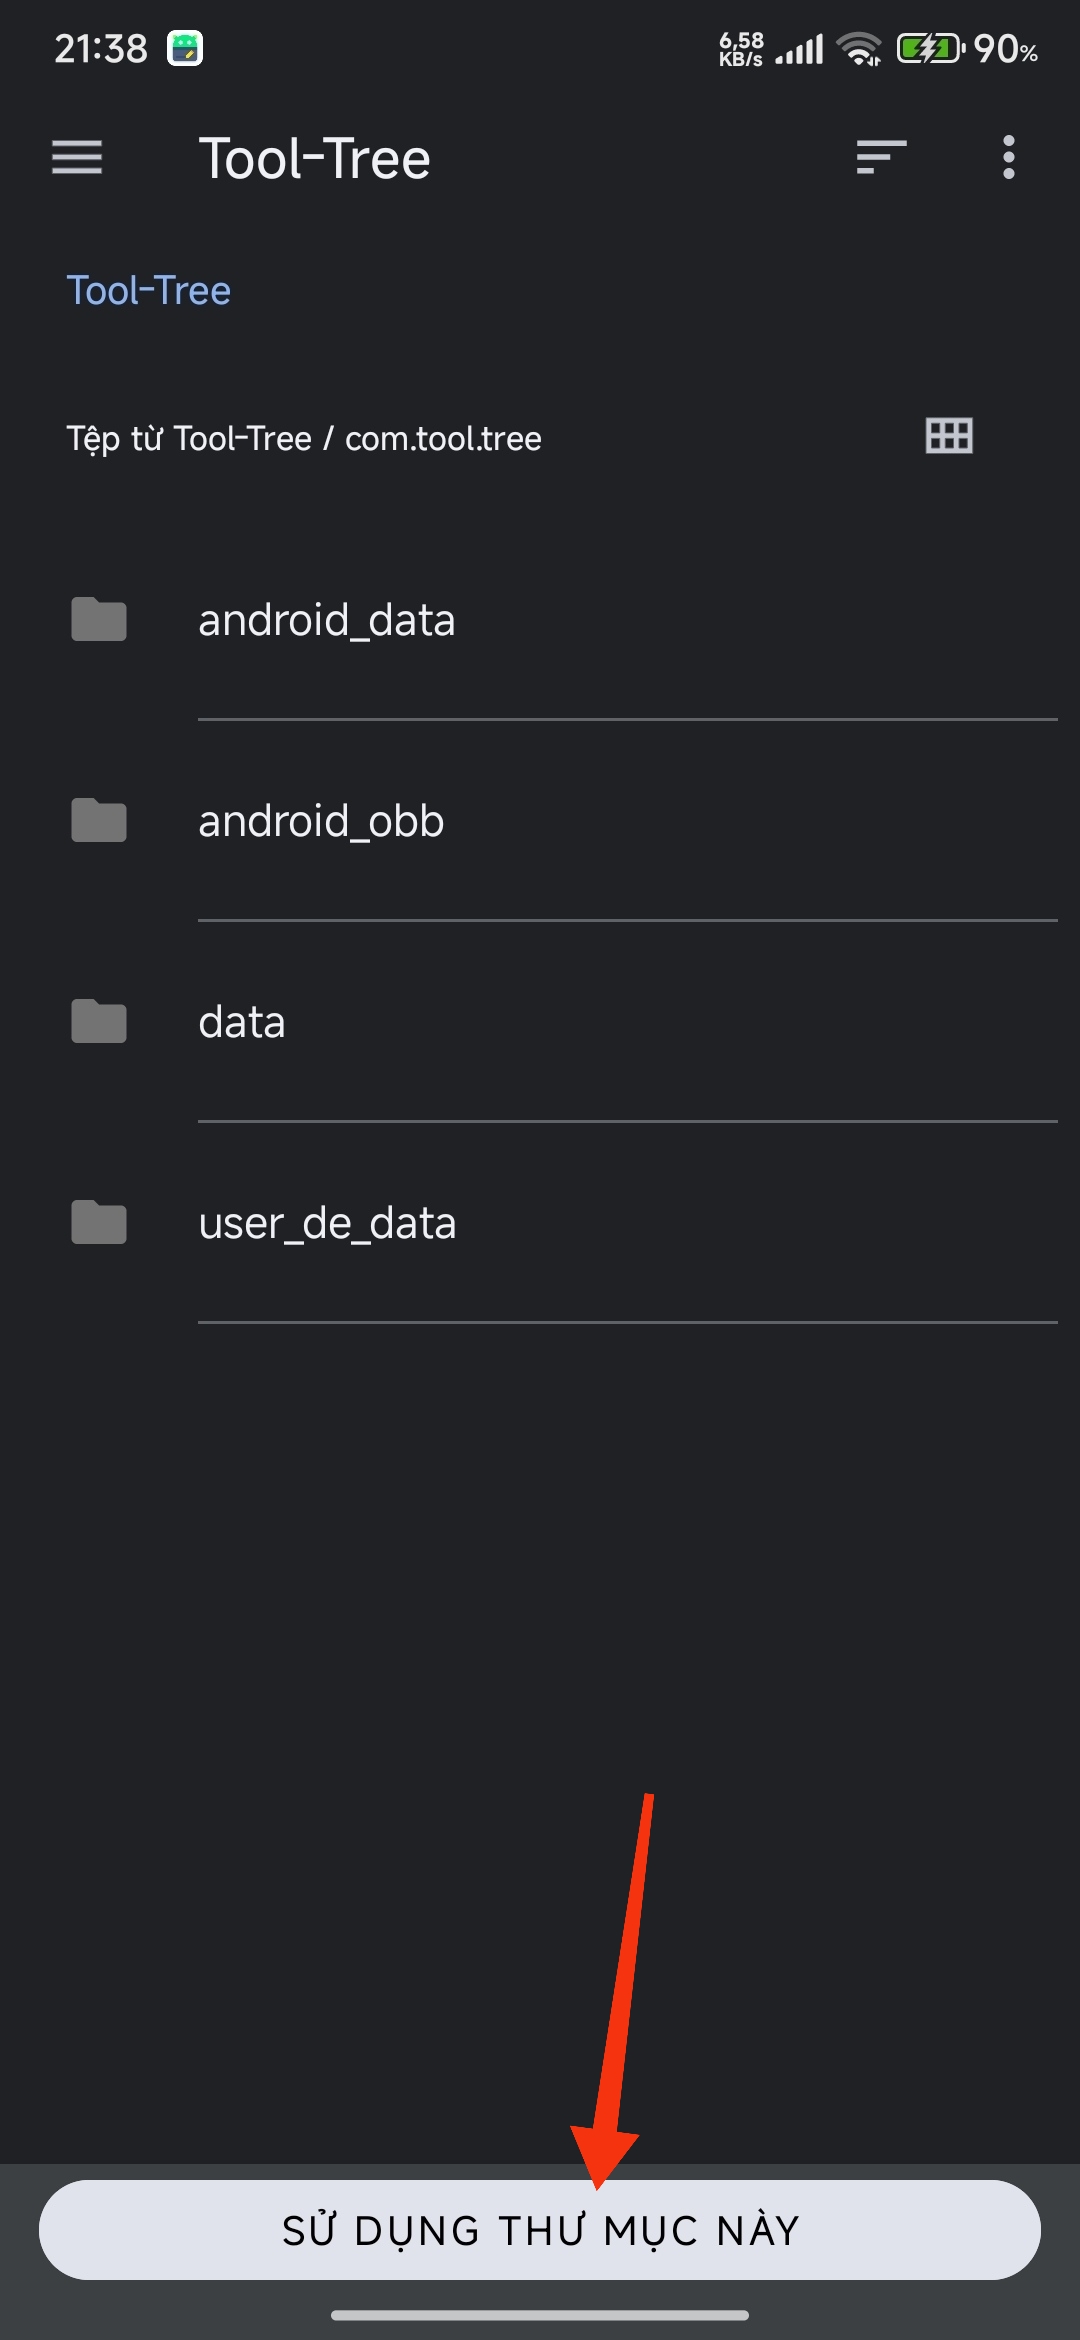 21:38
6,58
KB/s
90%
Tool-Tree
Tool-Tree
Tệp từ Tool-Tree / com.tool.tree
android_data
android_obb
data
user_de_data
SỬ DỤNG THƯ MỤC NÀY